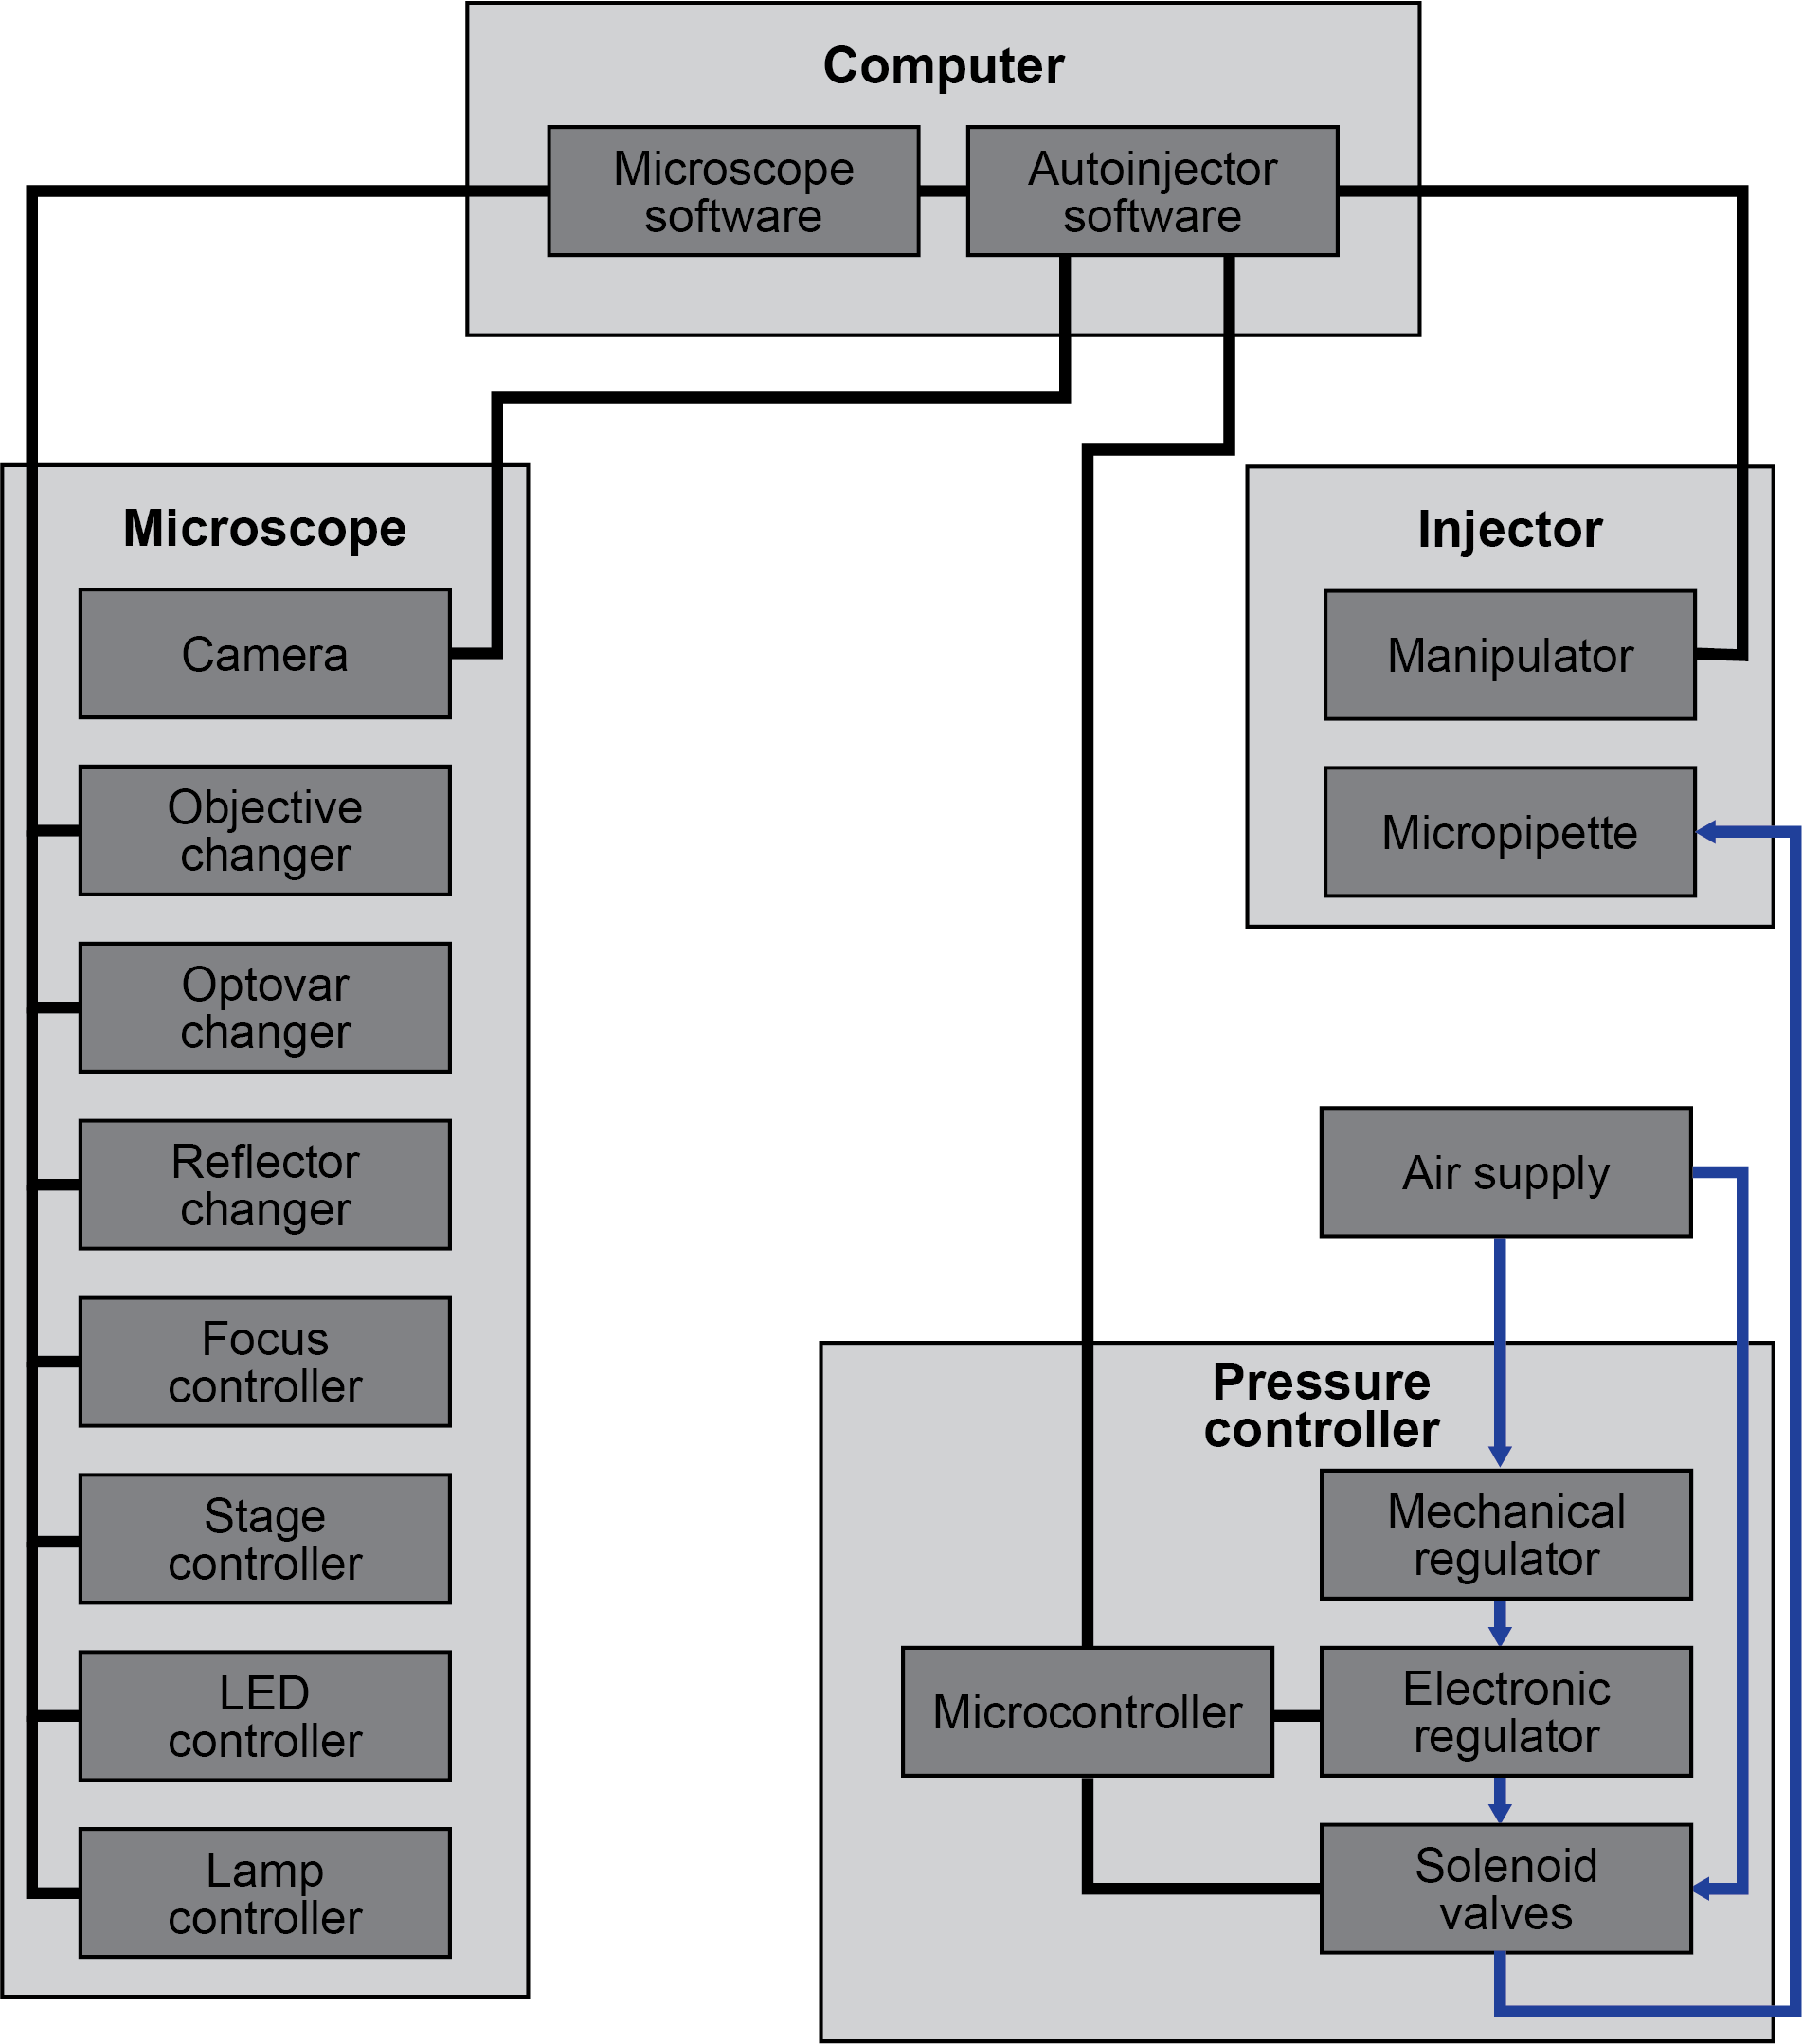 Computer
Microscope
software
Autoinjector
software
Microscope
Camera
Objective
changer
Optovar
changer
Reflector
changer
Focus
controller
Stage
controller
LED
controller
Lamp
controller
Injector
Manipulator
Micropipette
Air supply
Pressure
controller
Mechanical
regulator
Microcontroller
Electronic
regulator
Solenoid
valves